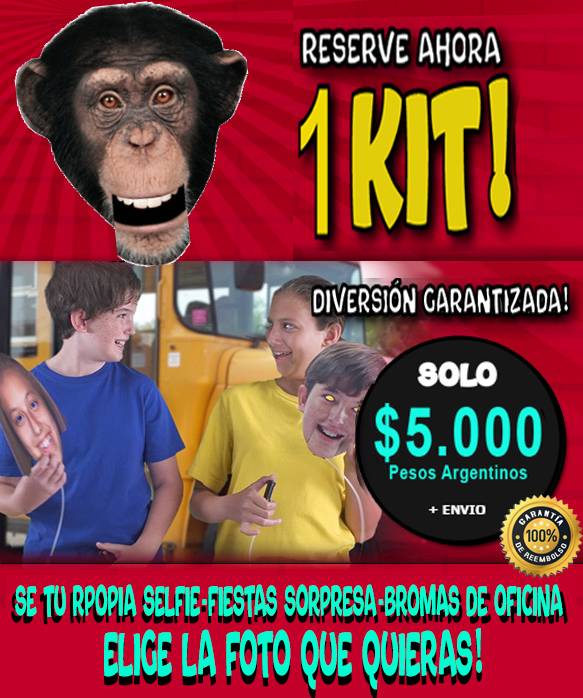 RESERVE AHORA
1 KIT!
DIVERSIÓN GARANTIZADA!
SOLO
$5.000
Pesos Argentinos
+ ENVIO
GARANTÍA
100%
DE REEMBOLSO
SE TU RPOPIA SELFIE-FIESTAS SORPRESA-BROMAS DE OFICINA
ELIGE LA FOTO QUE QUIERAS!